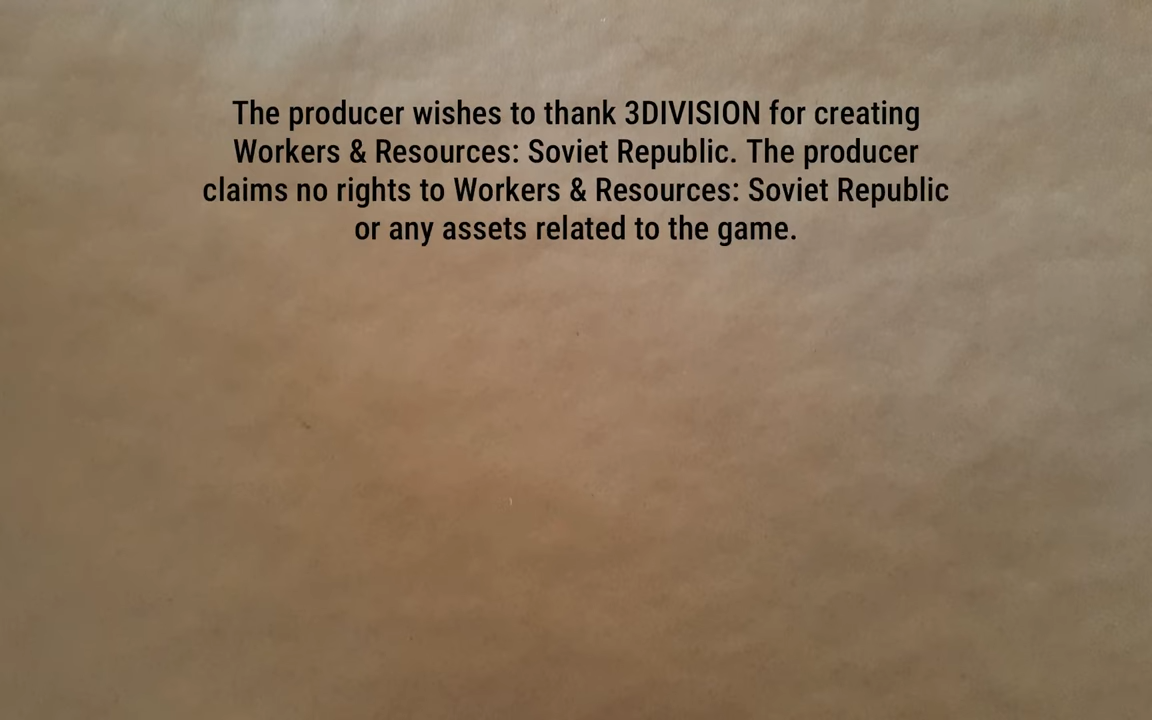 The producer wishes to thank 3DIVISION for creating
Workers & Resources: Soviet Republic. The producer
claims no rights to Workers & Resources: Soviet Republic
or any assets related to the game.